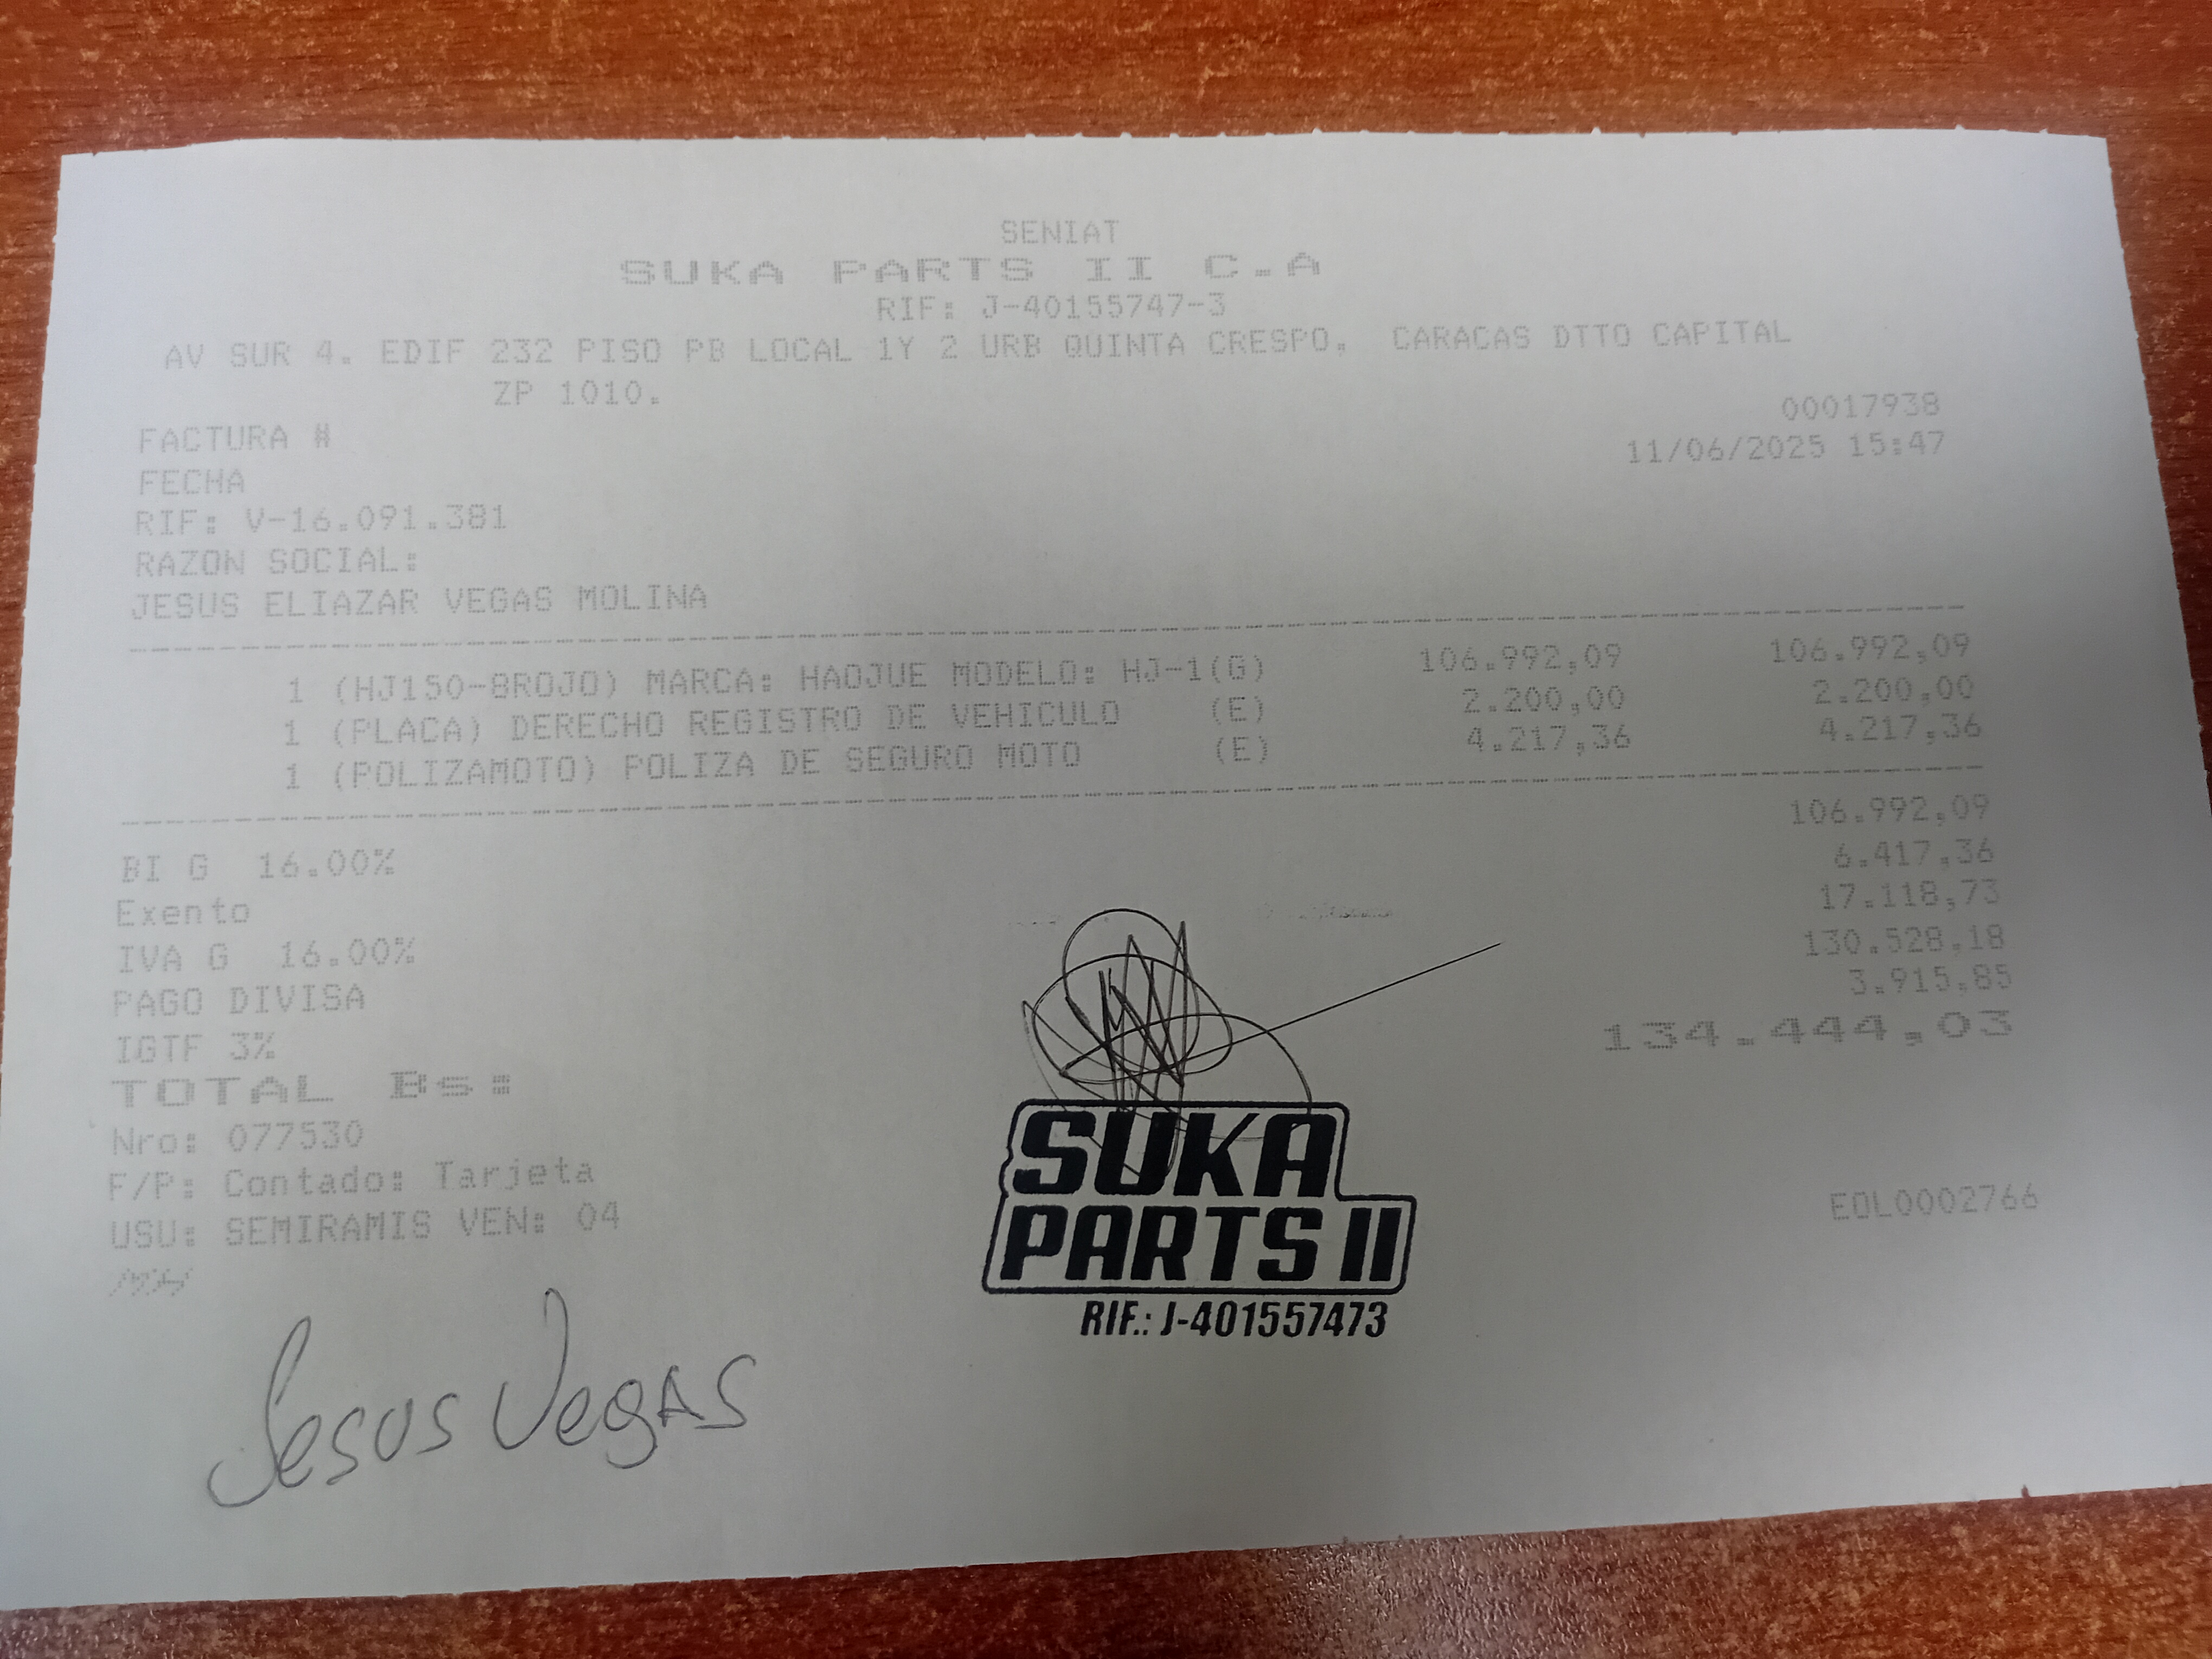 SENIAT
SUKA PARTS II C.A
RIF: J-40155747-3
AV SUR 4. EDIF 232 PISO PB LOCAL 1Y 2 URB QUINTA CRESPO, CARACAS DTTO CAPITAL
ZP 1010.
FACTURA # 00017938
FECHA 11/06/2025 15:47
RIF: V-16.091.381
RAZON SOCIAL:
JESUS ELIAZAR VEGAS MOLINA
1 (HJ150-8ROJO) MARCA: HAOJUE MODELO: HJ-1(G) 106.992,09 106.992,09
1 (PLACA) DERECHO REGISTRO DE VEHICULO (E) 2.200,00 2.200,00
1 (POLIZAMOTO) POLIZA DE SEGURO MOTO (E) 4.217,36 4.217,36
BI G 16.00% 106.992,09
Exento 6.417,36
IVA G 16.00% 17.118,73
PAGO DIVISA 130.528,18
IGTF 3% 3.915,85
TOTAL Bs: 134.444,03
Nro: 077530
F/P: Contado: Tarjeta
USU: SEMIRAMIS VEN: 04
EOL0002766
SUKA
PARTS II
RIF.: J-401557473
Jesus Vegas